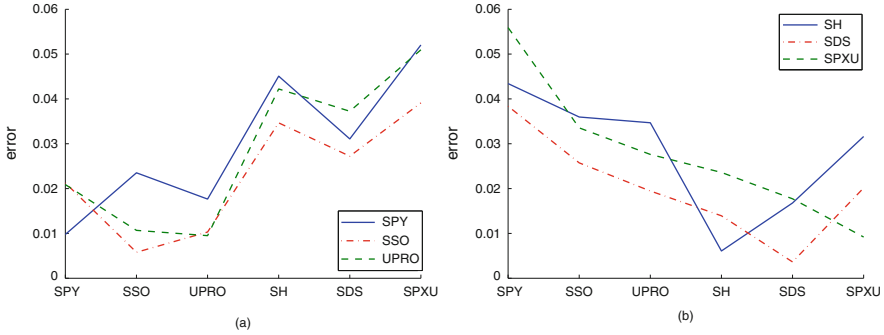 0.06
0.05
0.04
0.03
0.02
0.01
0
error
SPY
SSO
UPRO
SPY
SSO
UPRO
SH
SDS
SPXU
(a)
0.06
0.05
0.04
0.03
0.02
0.01
0
error
SH
SDS
SPXU
SPY
SSO
UPRO
SH
SDS
SPXU
(b)